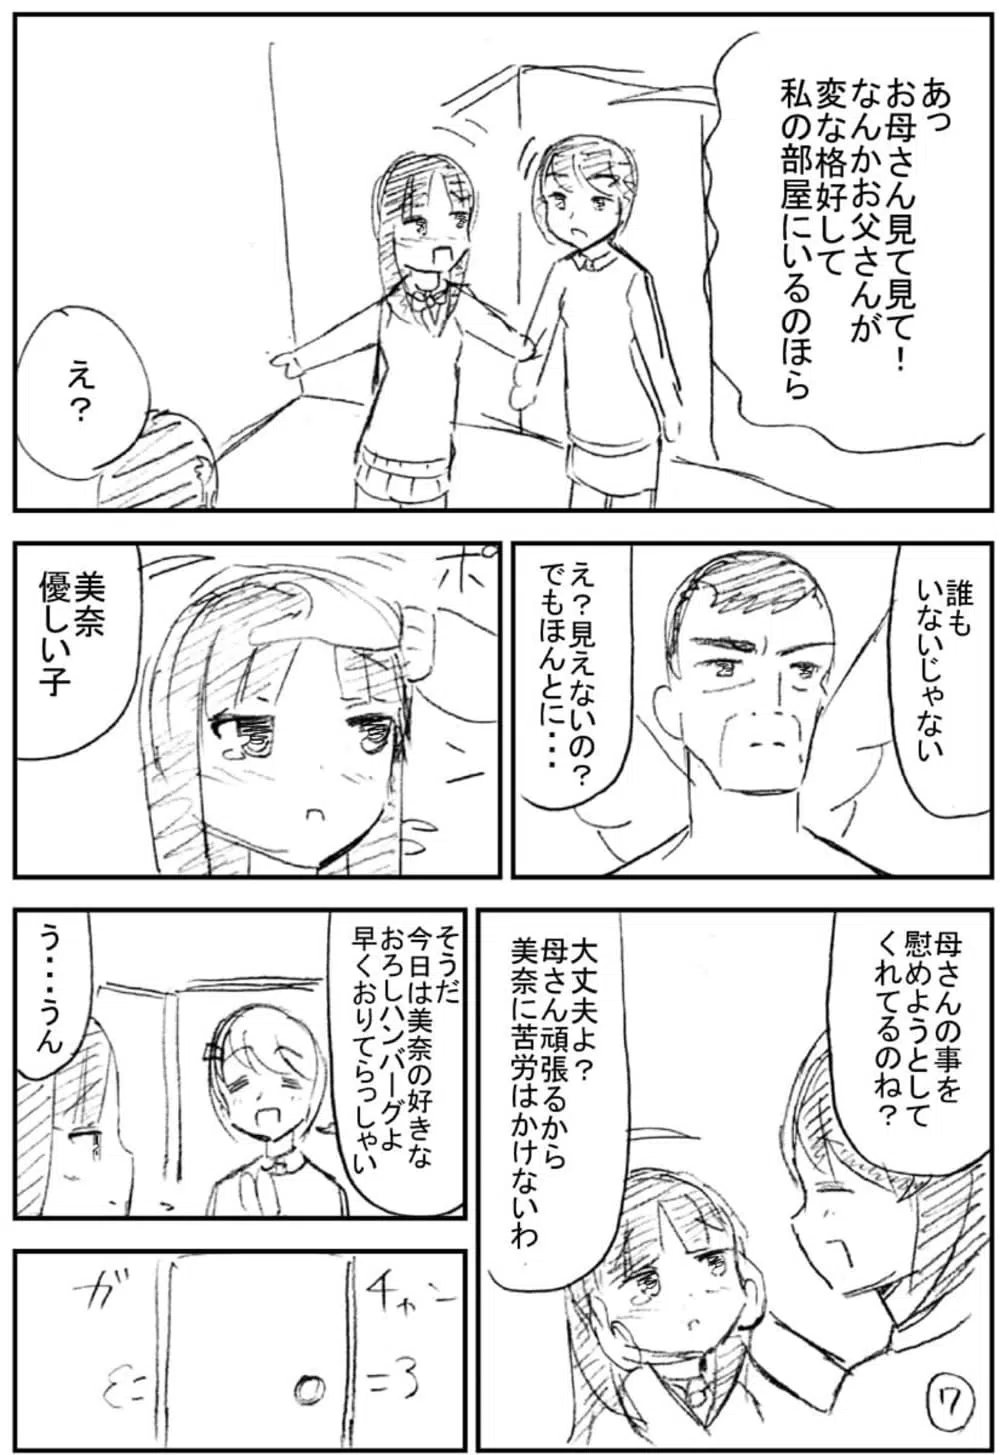 あっ
お母さん見て見て！
なんかお父さんが
変な格好して
私の部屋にいるのほら
え？
誰も
いないじゃない
え？見えないの？
でもほんとに・・・
ポン
美奈
優しい子
母さんの事を
慰めようとして
くれてるのね？
大丈夫よ？
母さん頑張るから
美奈に苦労はかけないわ
そうだ
今日は美奈の好きな
おろしハンバーグよ
早くおりてらっしゃい
う・・・うん
ガチャン
7